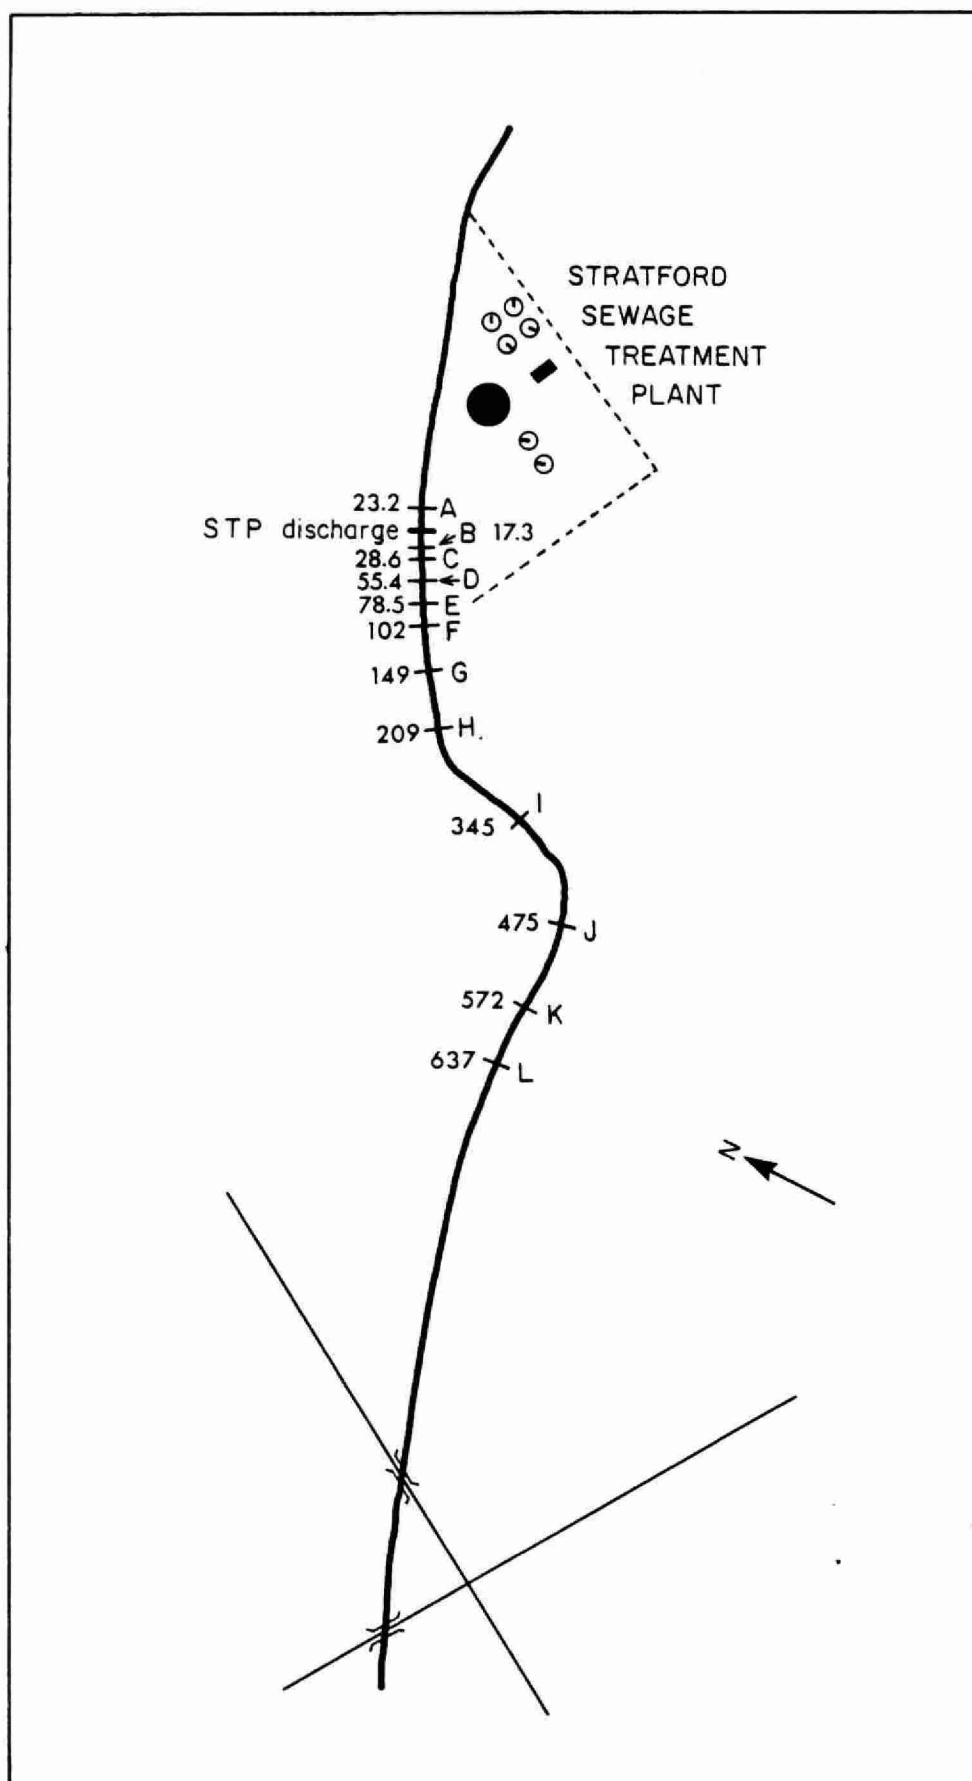 STRATFORD
SEWAGE
TREATMENT
PLANT
23.2 A
STP discharge B 17.3
28.6 C
55.4 D
78.5 E
102 F
149 G
209 H.
I
345
475 J
572 K
637 L
N